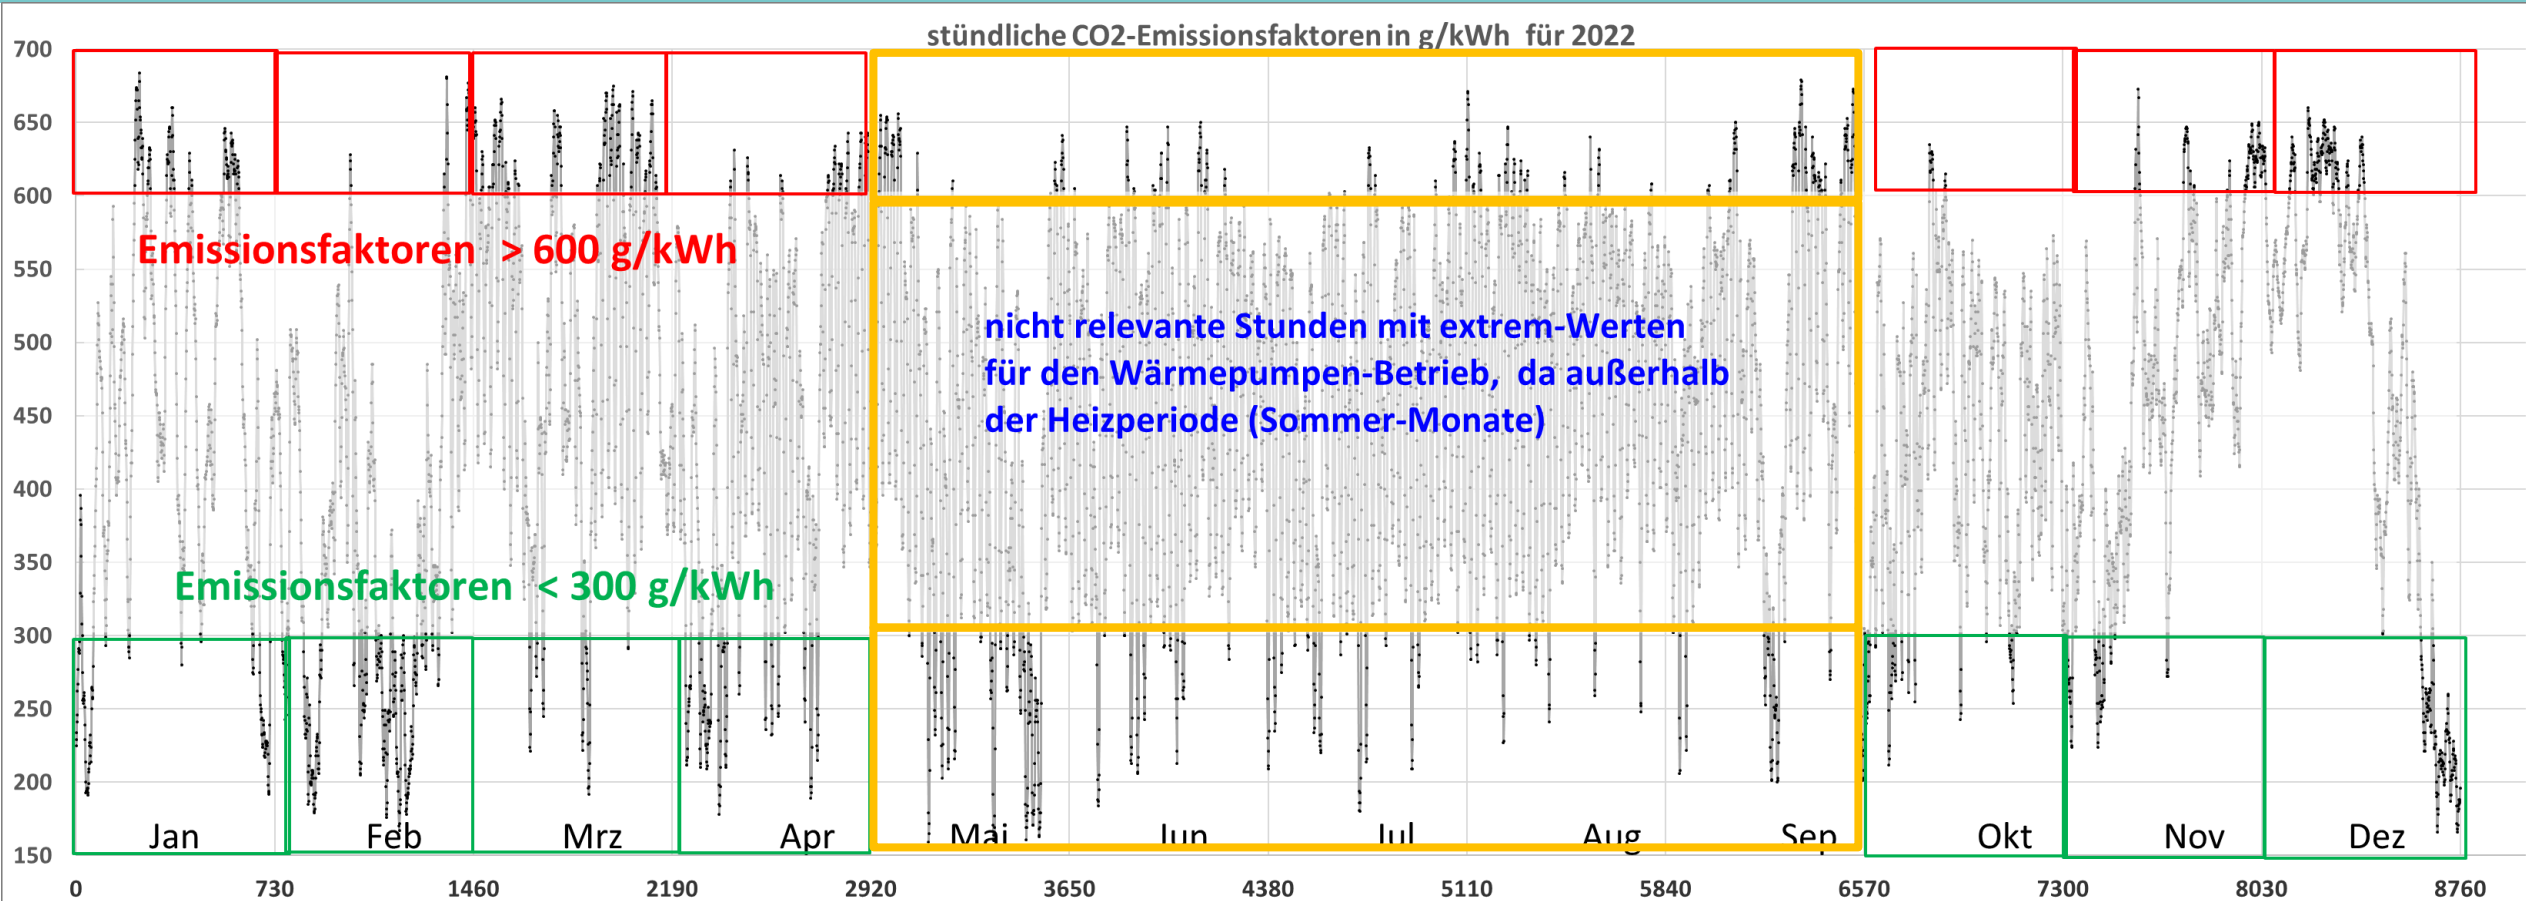 stündliche CO2-Emissionsfaktoren in g/kWh für 2022
700
650
600
550
500
450
400
350
300
250
200
150
Emissionsfaktoren > 600 g/kWh
nicht relevante Stunden mit extrem-Werten
für den Wärmepumpen-Betrieb, da außerhalb
der Heizperiode (Sommer-Monate)
Emissionsfaktoren < 300 g/kWh
Jan Feb Mrz Apr Mai Jun Jul Aug Sep Okt Nov Dez
0 730 1460 2190 2920 3650 4380 5110 5840 6570 7300 8030 8760